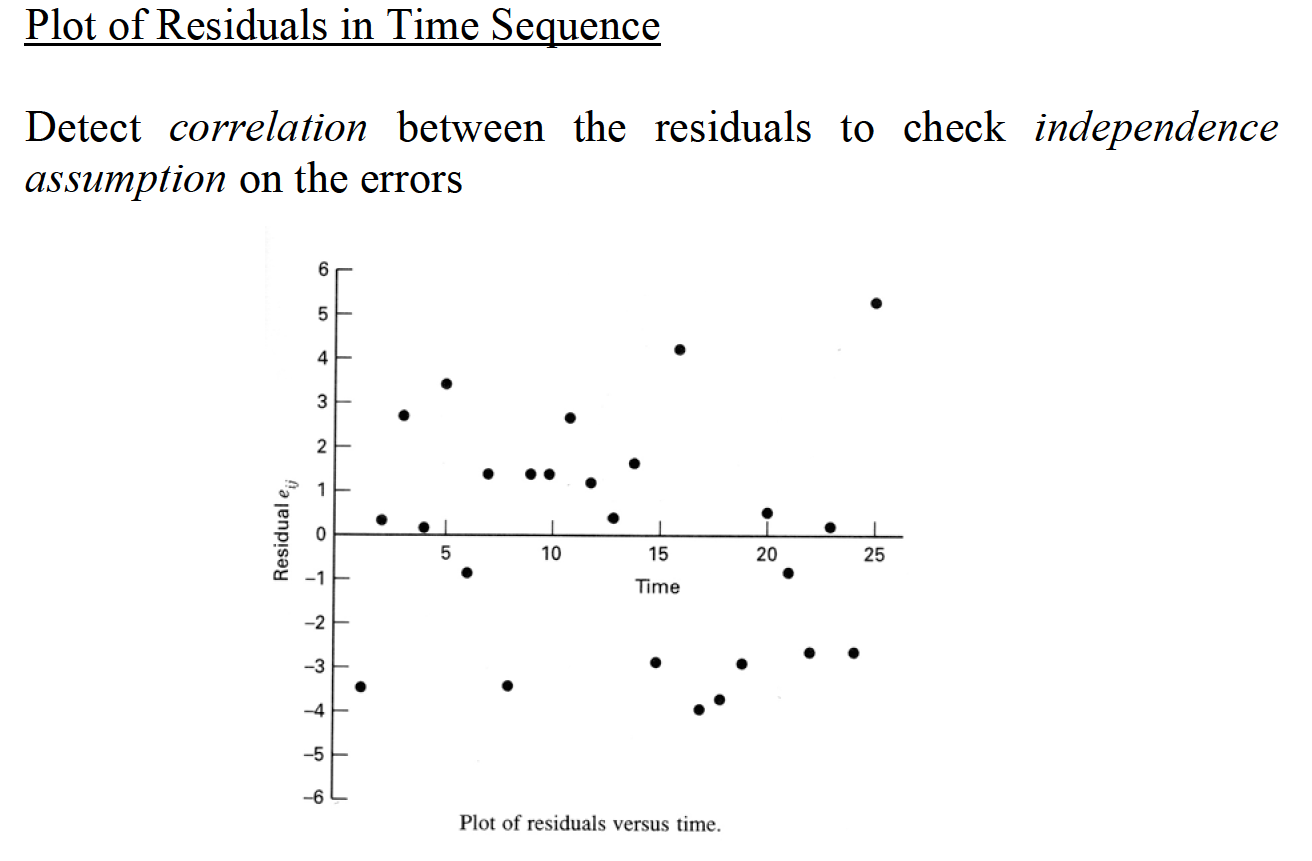 Plot of Residuals in Time Sequence
Detect correlation between the residuals to check independence
assumption on the errors
6
5
4
3
2
1
0
−1
−2
−3
−4
−5
−6
Residual eij
5 10 15 20 25
Time
Plot of residuals versus time.